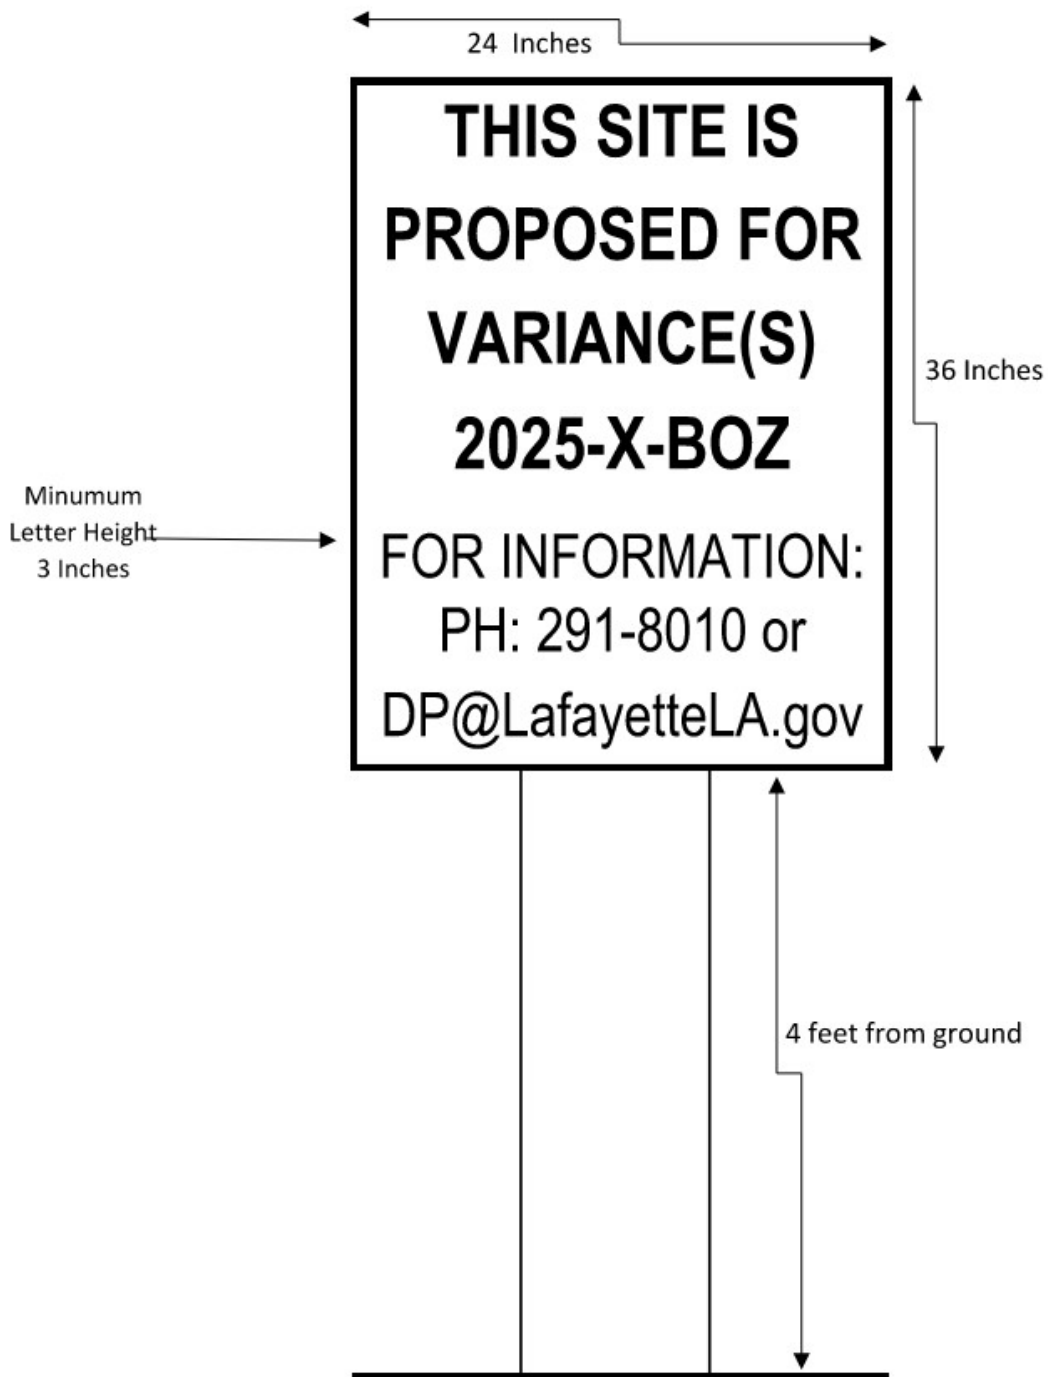 24 Inches
THIS SITE IS
PROPOSED FOR
VARIANCE(S)
2025-X-BOZ
36 Inches
Minumum
Letter Height
3 Inches
FOR INFORMATION:
PH: 291-8010 or
DP@LafayetteLA.gov
4 feet from ground